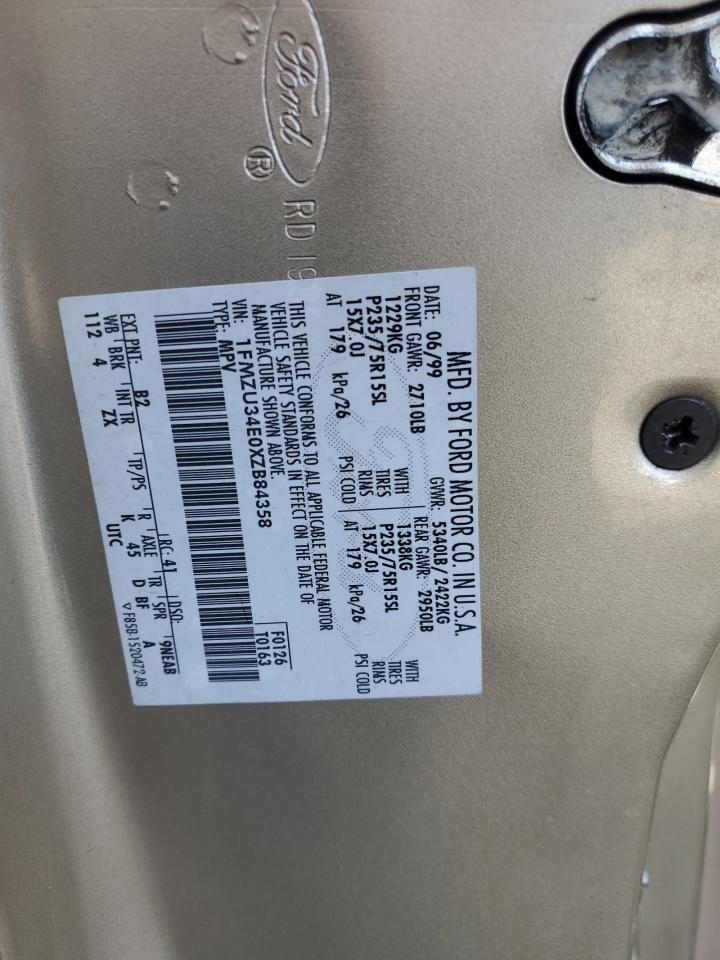 Ford
®
RD 19
MFD. BY FORD MOTOR CO. IN U.S.A.
DATE: 06/99 GVWR: 5340LB/2422KG
FRONT GAWR: 2710LB REAR GAWR: 2950LB
1229KG WITH 1338KG WITH
P235/75R15SL TIRES P235/75R15SL TIRES
15X7.0J RIMS 15X7.0J RIMS
AT 179 kPa/26 PSI COLD AT 179 kPa/26 PSI COLD
THIS VEHICLE CONFORMS TO ALL APPLICABLE FEDERAL MOTOR
VEHICLE SAFETY STANDARDS IN EFFECT ON THE DATE OF
MANUFACTURE SHOWN ABOVE.
VIN: 1FMZU34E0XZB84358 F0126
TYPE: MPV T0163
EXT PNT: B2 RC: 41 DSO: 9NEAB
WB BRK INT TR TP/PS R AXLE TR SPR
112 4 ZX K 45 D BF A
UTC ▽ F85B-1520472-AB